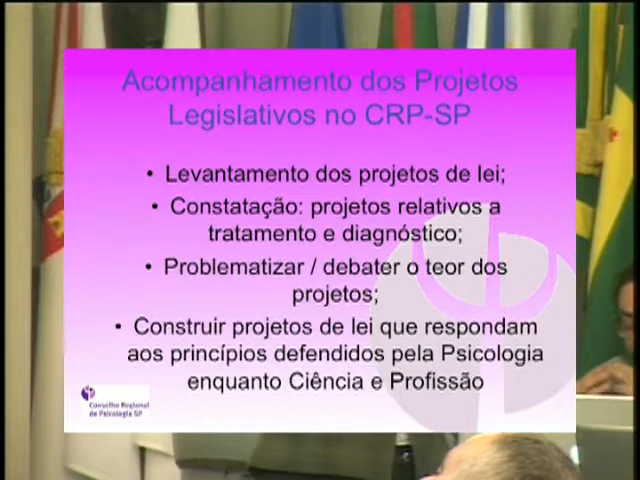 Acompanhamento dos Projetos
Legislativos no CRP-SP
• Levantamento dos projetos de lei;
• Constatação: projetos relativos a
tratamento e diagnóstico;
• Problematizar / debater o teor dos
projetos;
• Construir projetos de lei que respondam
aos princípios defendidos pela Psicologia
enquanto Ciência e Profissão
Conselho Regional
de Psicologia SP